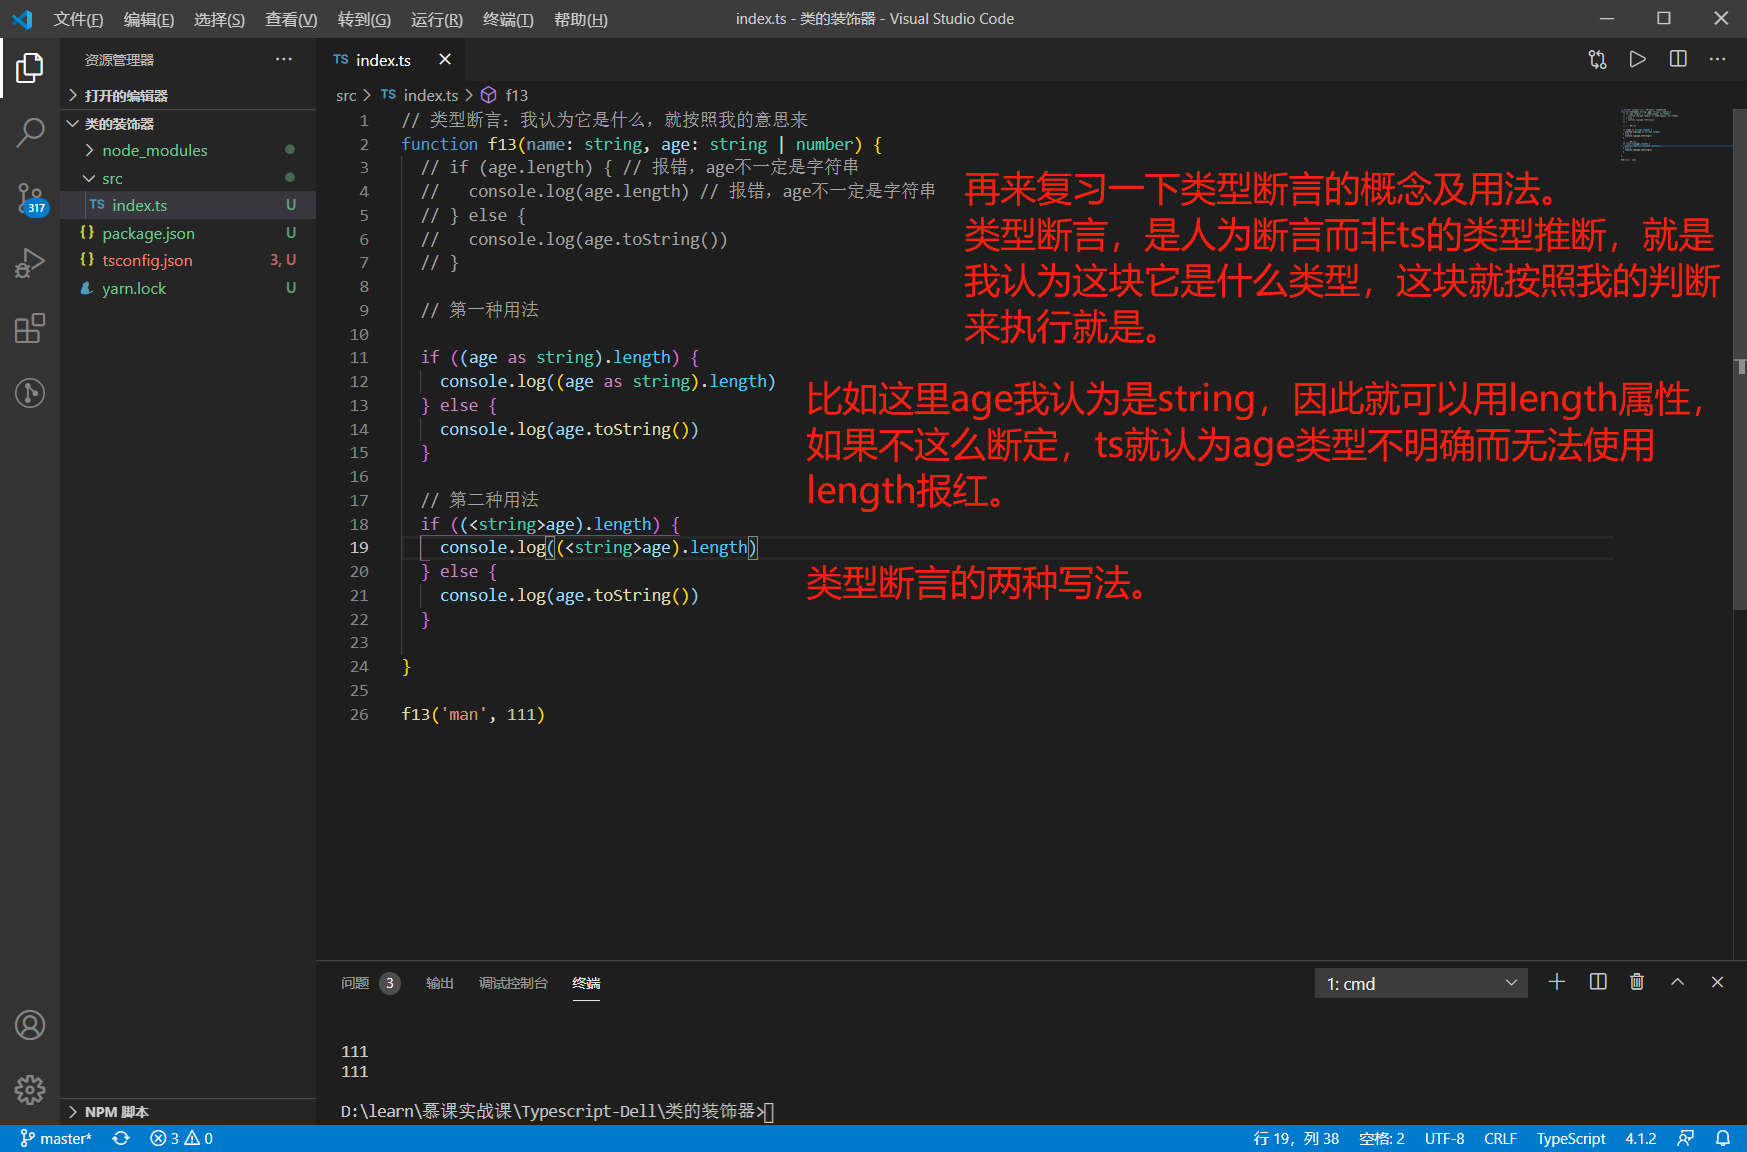 文件(F) 编辑(E) 选择(S) 查看(V) 转到(G) 运行(R) 终端(T) 帮助(H) index.ts - 类的装饰器 - Visual Studio Code
资源管理器
TS index.ts
打开的编辑器
src > TS index.ts > f13
类的装饰器
node_modules
src
317
TS index.ts U
{} package.json U
{} tsconfig.json 3, U
yarn.lock U
1 // 类型断言：我认为它是什么，就按照我的意思来
2 function f13(name: string, age: string | number) {
3 // if (age.length) { // 报错，age不一定是字符串
4 //   console.log(age.length) // 报错，age不一定是字符串
5 // } else {
6 //   console.log(age.toString())
7 // }
8
9 // 第一种用法
10
11 if ((age as string).length) {
12 console.log((age as string).length)
13 } else {
14 console.log(age.toString())
15 }
16
17 // 第二种用法
18 if ((<string>age).length) {
19 console.log((<string>age).length)
20 } else {
21 console.log(age.toString())
22 }
23
24 }
25
26 f13('man', 111)
再来复习一下类型断言的概念及用法。
类型断言，是人为断言而非ts的类型推断，就是
我认为这块它是什么类型，这块就按照我的判断
来执行就是。
比如这里age我认为是string，因此就可以用length属性，
如果不这么断定，ts就认为age类型不明确而无法使用
length报红。
类型断言的两种写法。
问题 3 输出 调试控制台 终端 1: cmd
111
111
D:\learn\慕课实战课\Typescript-Dell\类的装饰器>
NPM 脚本
master* 3 0 行 19，列 38 空格: 2 UTF-8 CRLF TypeScript 4.1.2